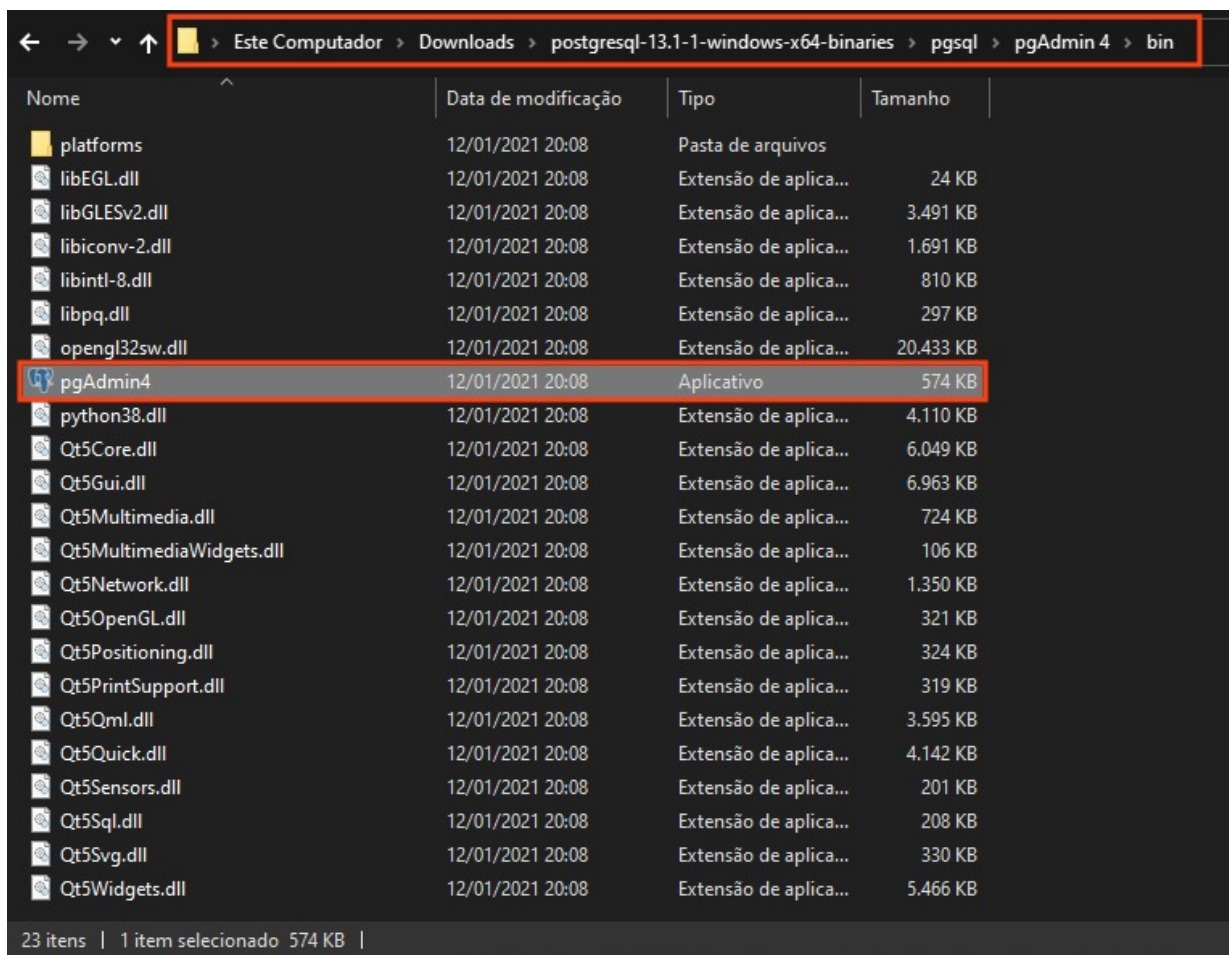 Este Computador > Downloads > postgresql-13.1-1-windows-x64-binaries > pgsql > pgAdmin 4 > bin
Nome Data de modificação Tipo Tamanho
platforms 12/01/2021 20:08 Pasta de arquivos
libEGL.dll 12/01/2021 20:08 Extensão de aplica... 24 KB
libGLESv2.dll 12/01/2021 20:08 Extensão de aplica... 3.491 KB
libiconv-2.dll 12/01/2021 20:08 Extensão de aplica... 1.691 KB
libintl-8.dll 12/01/2021 20:08 Extensão de aplica... 810 KB
libpq.dll 12/01/2021 20:08 Extensão de aplica... 297 KB
opengl32sw.dll 12/01/2021 20:08 Extensão de aplica... 20.433 KB
pgAdmin4 12/01/2021 20:08 Aplicativo 574 KB
python38.dll 12/01/2021 20:08 Extensão de aplica... 4.110 KB
Qt5Core.dll 12/01/2021 20:08 Extensão de aplica... 6.049 KB
Qt5Gui.dll 12/01/2021 20:08 Extensão de aplica... 6.963 KB
Qt5Multimedia.dll 12/01/2021 20:08 Extensão de aplica... 724 KB
Qt5MultimediaWidgets.dll 12/01/2021 20:08 Extensão de aplica... 106 KB
Qt5Network.dll 12/01/2021 20:08 Extensão de aplica... 1.350 KB
Qt5OpenGL.dll 12/01/2021 20:08 Extensão de aplica... 321 KB
Qt5Positioning.dll 12/01/2021 20:08 Extensão de aplica... 324 KB
Qt5PrintSupport.dll 12/01/2021 20:08 Extensão de aplica... 319 KB
Qt5Qml.dll 12/01/2021 20:08 Extensão de aplica... 3.595 KB
Qt5Quick.dll 12/01/2021 20:08 Extensão de aplica... 4.142 KB
Qt5Sensors.dll 12/01/2021 20:08 Extensão de aplica... 201 KB
Qt5Sql.dll 12/01/2021 20:08 Extensão de aplica... 208 KB
Qt5Svg.dll 12/01/2021 20:08 Extensão de aplica... 330 KB
Qt5Widgets.dll 12/01/2021 20:08 Extensão de aplica... 5.466 KB
23 itens | 1 item selecionado 574 KB |